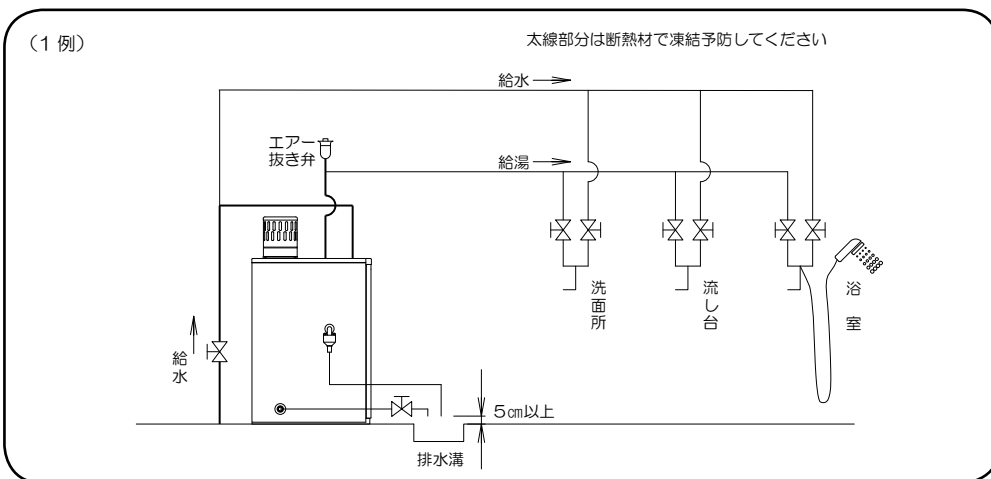 （1 例）
太線部分は断熱材で凍結予防してください
給水
エアー
抜き弁
給湯
洗面所
流し台
浴室
給水
5㎝以上
排水溝